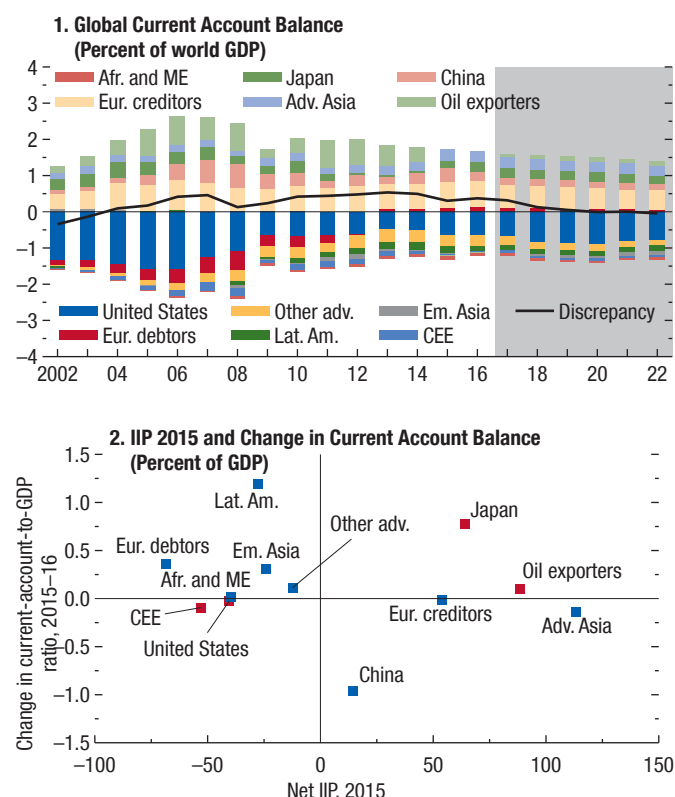 1. Global Current Account Balance
(Percent of world GDP)
4
3
2
1
0
−1
−2
−3
−4
Afr. and ME
Japan
China
Eur. creditors
Adv. Asia
Oil exporters
United States
Other adv.
Em. Asia
Discrepancy
Eur. debtors
Lat. Am.
CEE
2002 04 06 08 10 12 14 16 18 20 22
2. IIP 2015 and Change in Current Account Balance
(Percent of GDP)
Change in current-account-to-GDP
ratio, 2015–16
1.5
1.0
0.5
0.0
−0.5
−1.0
−1.5
Lat. Am.
Japan
Other adv.
Eur. debtors
Em. Asia
Oil exporters
Afr. and ME
CEE
Eur. creditors
Adv. Asia
United States
China
−100 −50 0 50 100 150
Net IIP, 2015